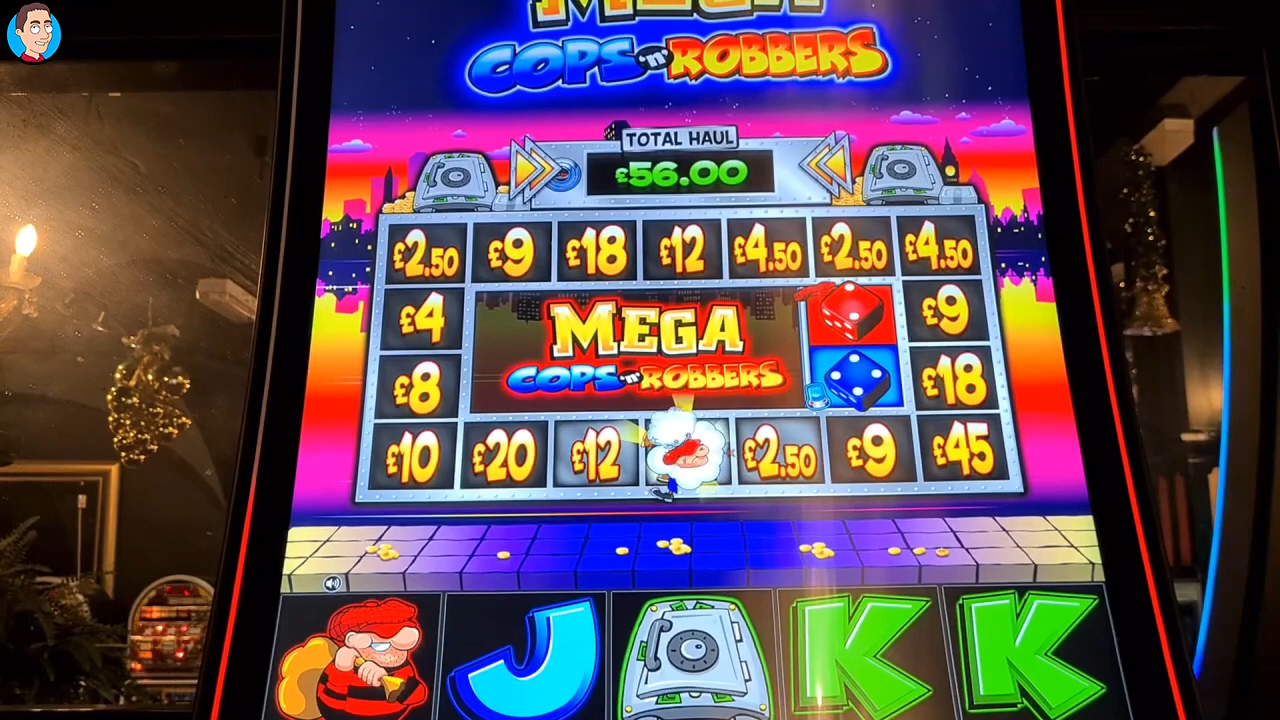 MEGA
COPS 'n' ROBBERS
TOTAL HAUL
£56.00
£2.50 £9 £18 £12 £4.50 £2.50 £4.50
£4 £9
MEGA
COPS 'n' ROBBERS
£8 £18
£10 £20 £12 £2.50 £9 £45
J K K